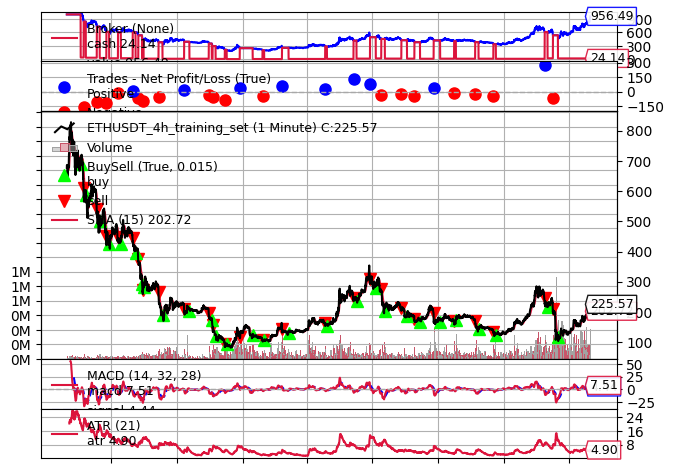 Broker (None)
cash 24.14
600
300
956.49
24.14
Trades - Net Profit/Loss (True)
Positive
Negative
150
0
−150
ETHUSDT_4h_training_set (1 Minute) C:225.57
Volume
BuySell (True, 0.015)
buy
sell
SMA (15) 202.72
800
700
600
500
400
300
225.57
100
1M
1M
1M
0M
0M
0M
0M
MACD (14, 32, 28)
macd 7.51
signal 4.44
50
25
7.51
−25
ATR (21)
atr 4.90
24
16
8
4.90